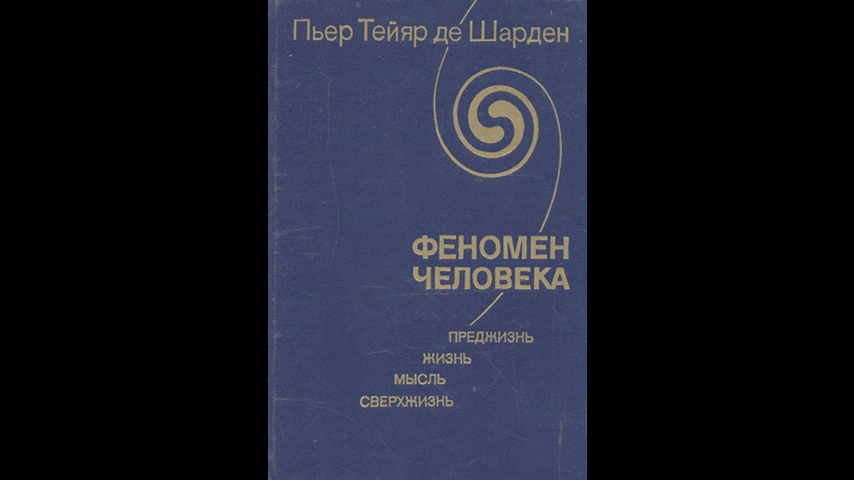 Пьер Тейяр де Шарден
ФЕНОМЕН
ЧЕЛОВЕКА
ПРЕДЖИЗНЬ
ЖИЗНЬ
МЫСЛЬ
СВЕРХЖИЗНЬ